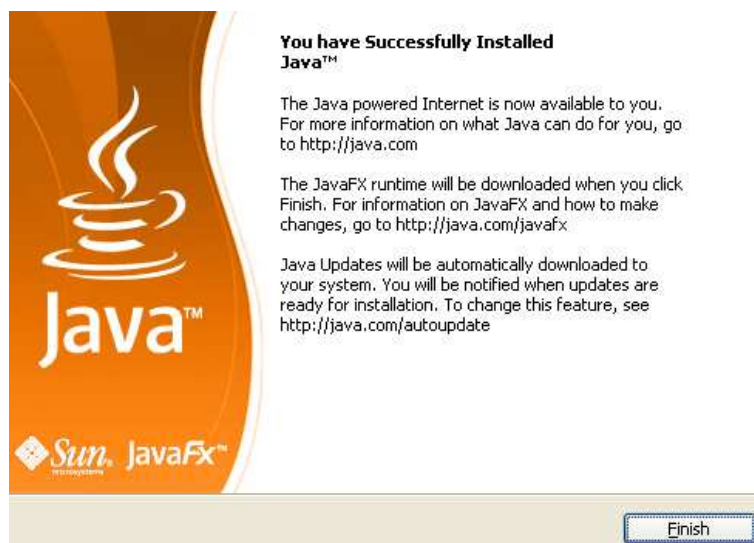 You have Successfully Installed
Java™
The Java powered Internet is now available to you.
For more information on what Java can do for you, go
to http://java.com
The JavaFX runtime will be downloaded when you click
Finish. For information on JavaFX and how to make
changes, go to http://java.com/javafx
Java Updates will be automatically downloaded to
your system. You will be notified when updates are
ready for installation. To change this feature, see
http://java.com/autoupdate
Java™
Sun microsystems JavaFx™
Finish